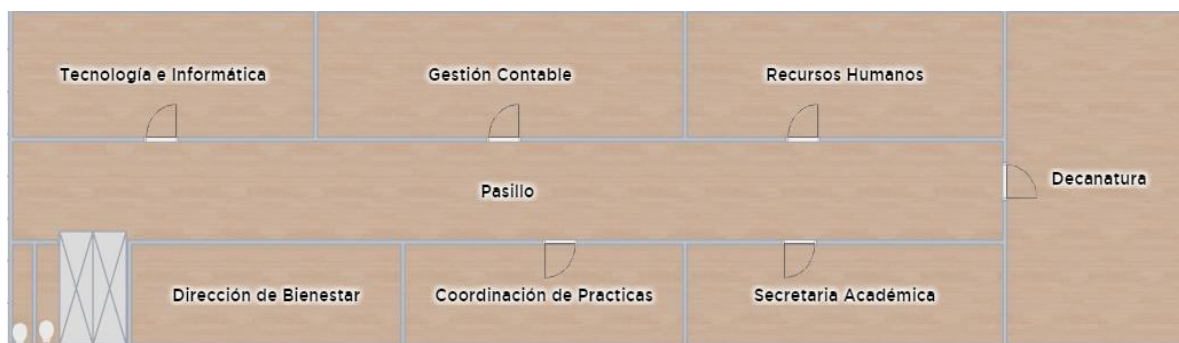 Tecnología e Informática
Gestión Contable
Recursos Humanos
Pasillo
Decanatura
Dirección de Bienestar
Coordinación de Practicas
Secretaria Académica